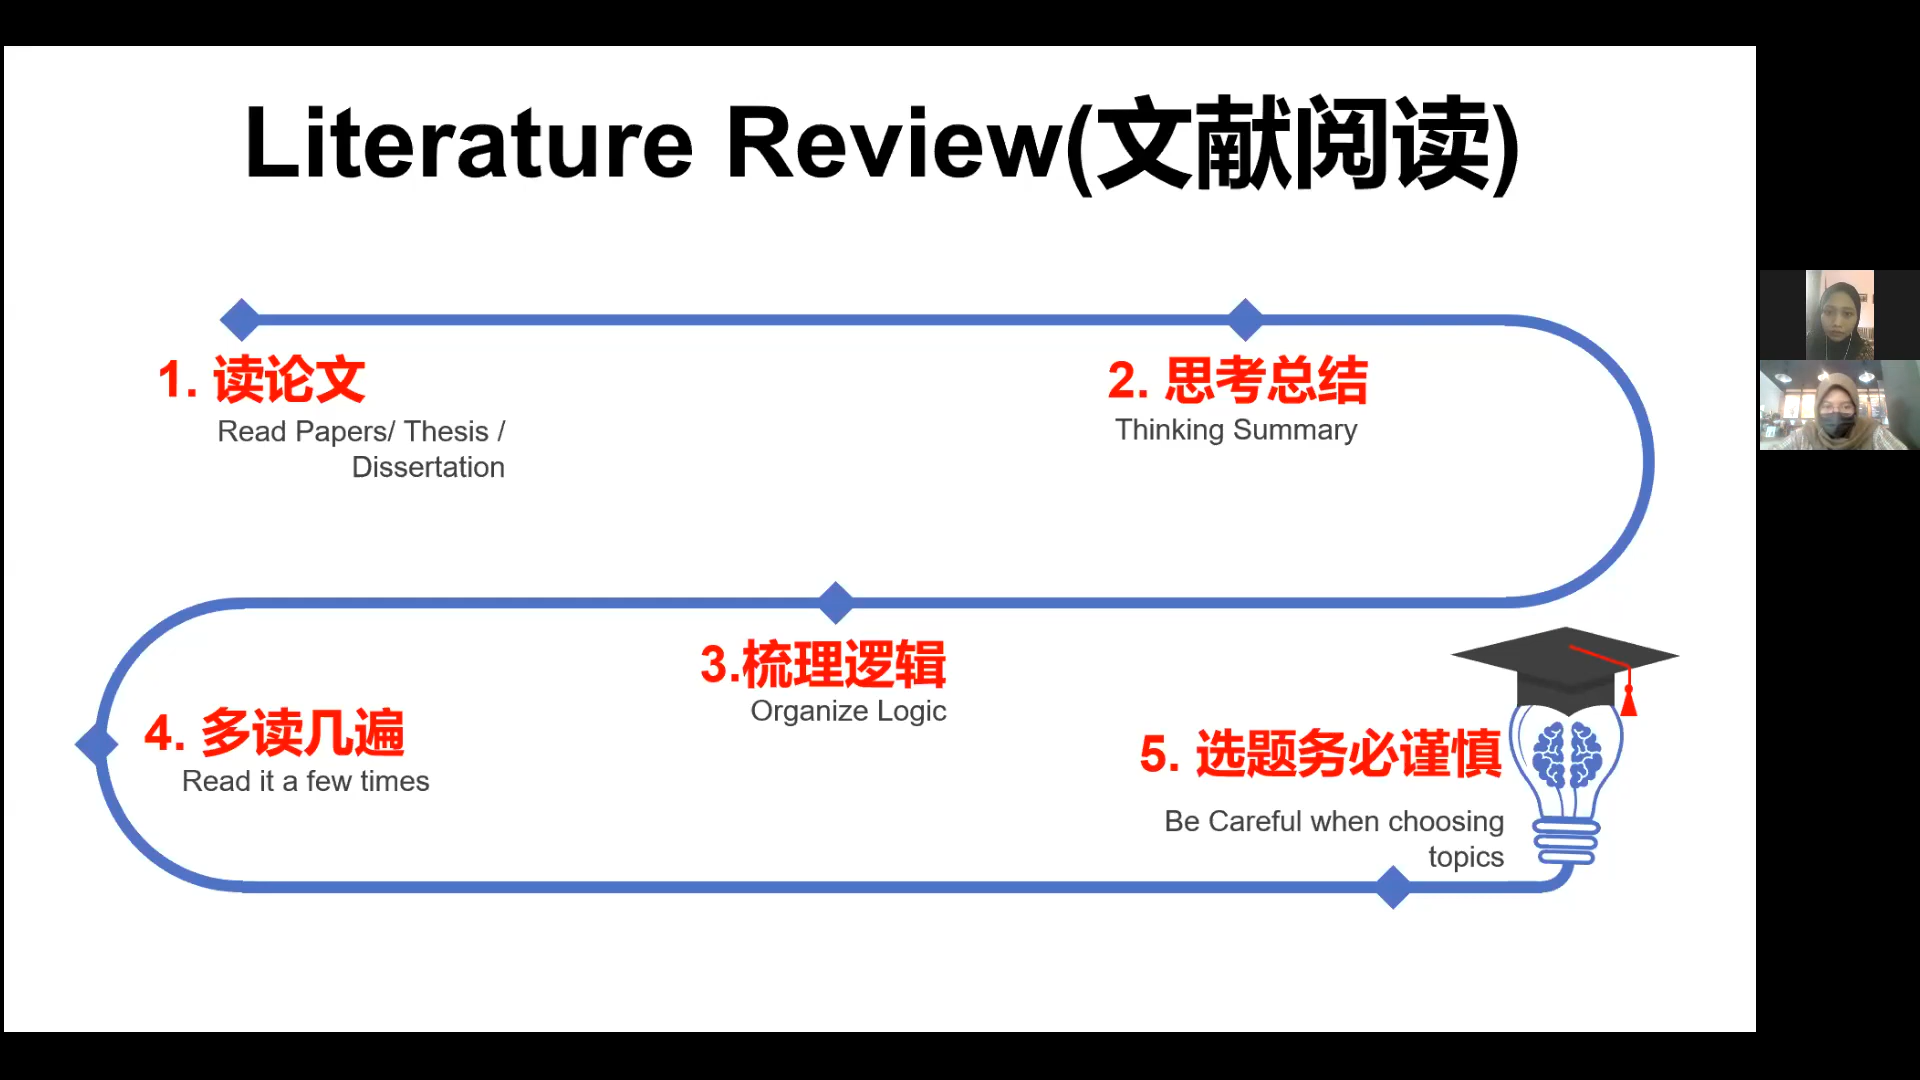 Literature Review(文献阅读)
1. 读论文
Read Papers/ Thesis /
Dissertation
2. 思考总结
Thinking Summary
3.梳理逻辑
Organize Logic
4. 多读几遍
Read it a few times
5. 选题务必谨慎
Be Careful when choosing
topics